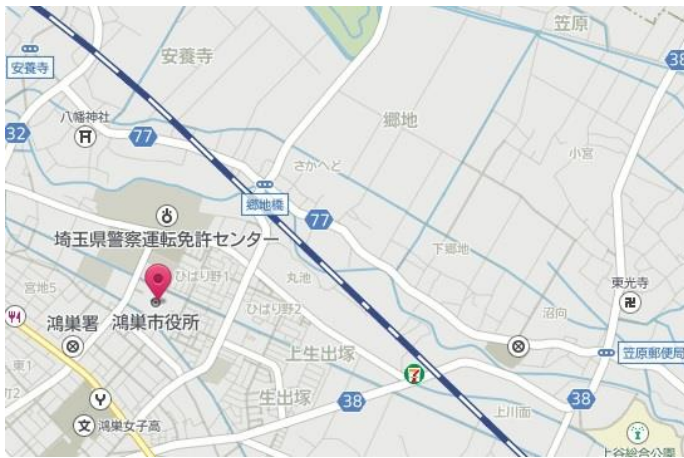 笠原
38
安養寺
安養寺
八幡神社
郷地
32
77
さかへど
小宮
郷地橋
77
埼玉県警察運転免許センター
下郷地
宮地5
ひばり野1
丸池
東光寺
鴻巣署
鴻巣市役所
ひばり野2
沼向
東1
上生出塚
7
笠原郵便局
町2
生出塚
38
38
上川面
鴻巣女子高
上谷総合公園